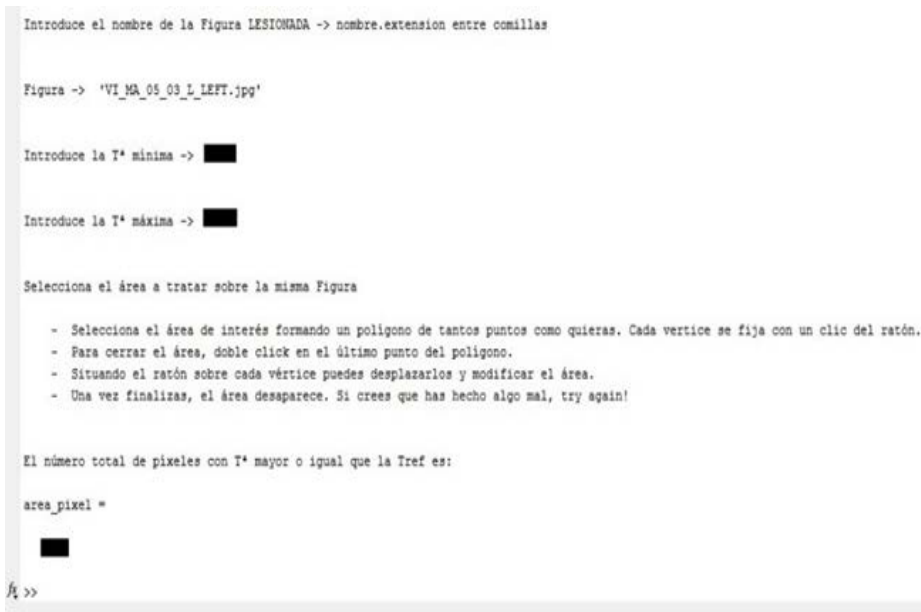 Introduce el nombre de la Figura LESIONADA -> nombre.extension entre comillas
Figura -> 'VI_MA_05_03_L_LEFT.jpg'
Introduce la Tª mínima ->
Introduce la Tª máxima ->
Selecciona el área a tratar sobre la misma Figura
- Selecciona el área de interés formando un polígono de tantos puntos como quieras. Cada vertice se fija con un clic del ratón.
- Para cerrar el área, doble click en el último punto del polígono.
- Situando el ratón sobre cada vértice puedes desplazarlos y modificar el área.
- Una vez finalizas, el área desaparece. Si crees que has hecho algo mal, try again!
El número total de píxeles con Tª mayor o igual que la Tref es:
area_pixel =
fx >>